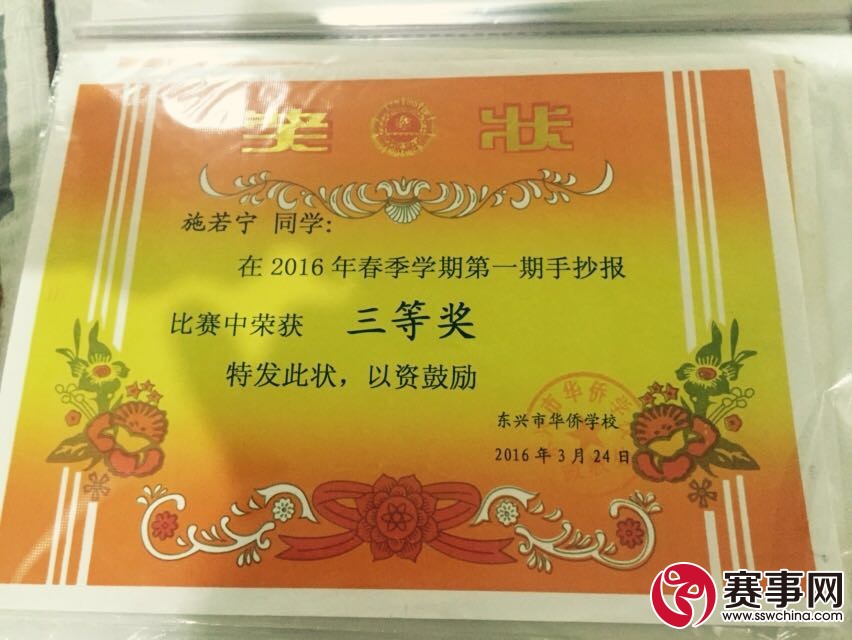 奖 状
施若宁 同学:
在 2016 年春季学期第一期手抄报
比赛中荣获 三等奖
特发此状，以资鼓励
东兴市华侨学校
2016 年 3 月 24 日
赛事网
www.sswchina.com